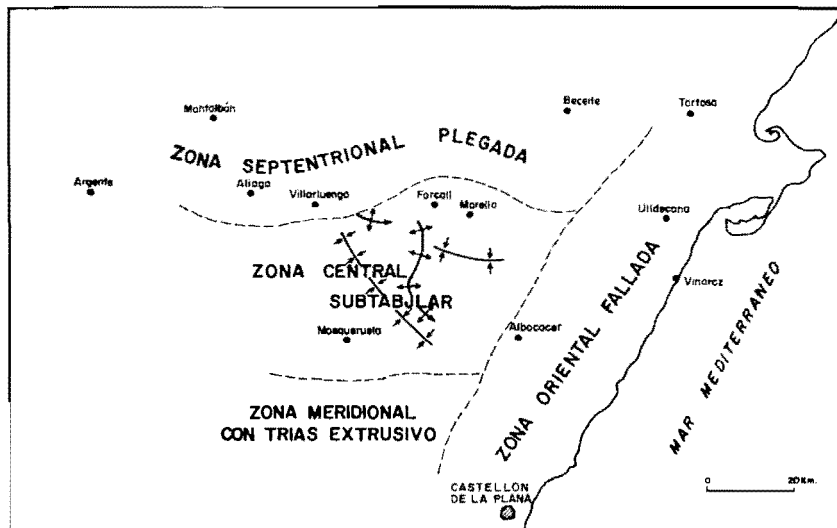 Montalbán
Becerte
Tortosa
ZONA SEPTENTRIONAL PLEGADA
Argente
Aliaga
Villarluengo
Forcall
Morella
Ulldecona
ZONA CENTRAL
SUBTABULAR
Vinaroz
Mosqueruela
Albocacer
ZONA ORIENTAL FALLADA
MAR MEDITERRANEO
ZONA MERIDIONAL
CON TRIAS EXTRUSIVO
CASTELLON
DE LA PLANA
0 20 Km.